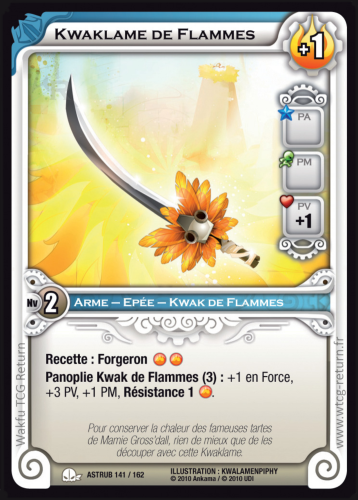 Kwaklame de Flammes
+1
PA
PM
PV
+1
Nv 2
Arme – Epée – Kwak de Flammes
Recette : Forgeron
Panoplie Kwak de Flammes (3) : +1 en Force,
+3 PV, +1 PM, Résistance 1 .
Pour conserver la chaleur des fameuses tartes
de Mamie Gross'dall, rien de mieux que de les
découper avec cette Kwaklame.
ASTRUB 141 / 162
ILLUSTRATION : KWALAMENPIPHY
© 2010 Ankama / © 2010 UDI
Wakfu TCG Return
www.wtcg-return.fr